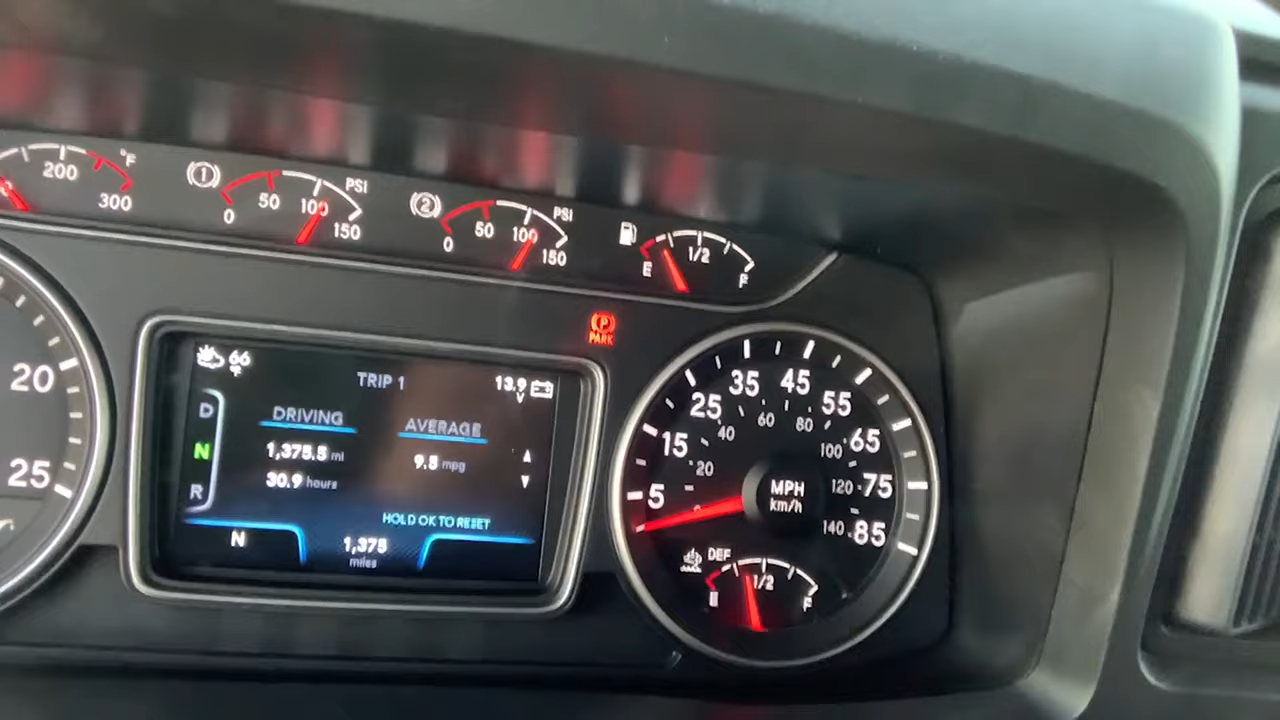 °F
200
300
1
PSI
0
50
100
150
2
PSI
0
50
100
150
E
1/2
F
P
PARK
20
25
66
°F
TRIP 1
13.9
V
D
N
R
DRIVING
AVERAGE
1,375.5 mi
9.5 mpg
30.9 hours
HOLD OK TO RESET
N
1,375
miles
5
15
25
35
45
55
65
75
85
20
40
60
80
100
120
140
MPH
km/h
DEF
1/2
F